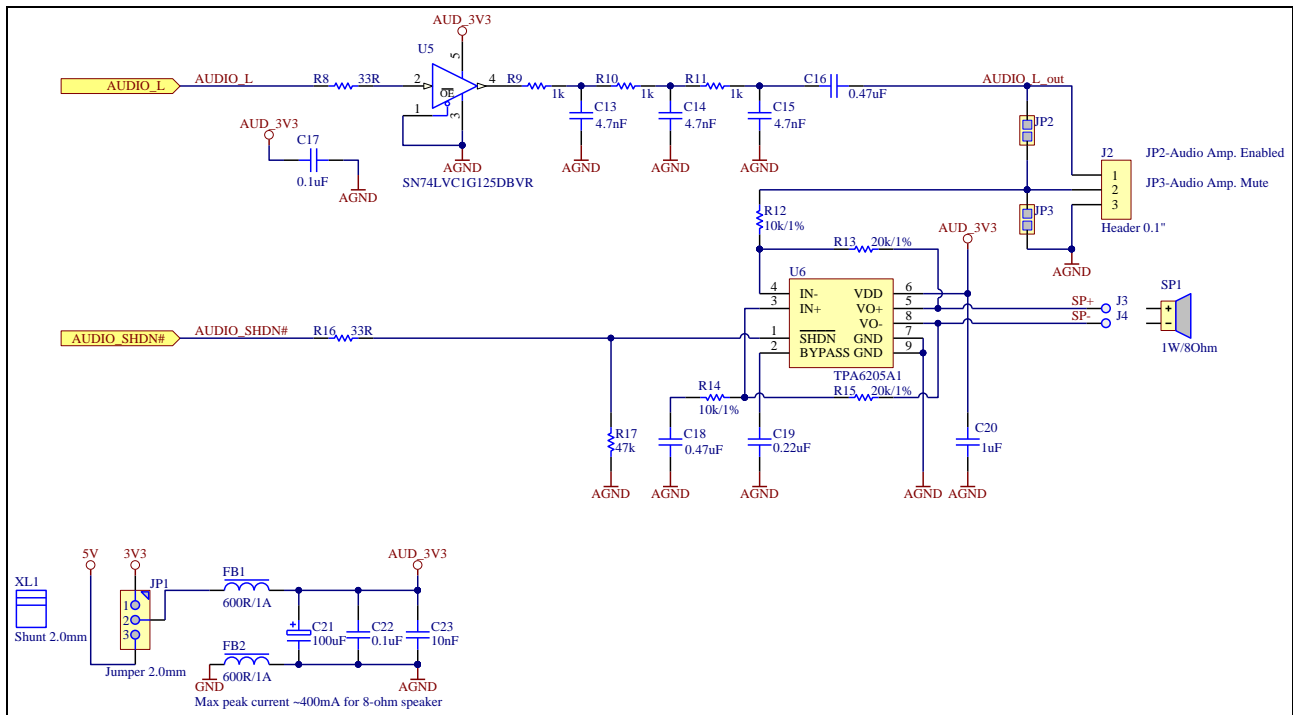 AUD_3V3
U5
5
AUDIO_L
AUDIO_L
R8
33R
2
4
OE
1
3
R9
1k
R10
1k
R11
1k
C16
0.47uF
AUDIO_L_out
C13
4.7nF
C14
4.7nF
C15
4.7nF
AGND
AGND
AGND
AGND
SN74LVC1G125DBVR
AUD_3V3
C17
0.1uF
AGND
JP2
JP3
J2
1
2
3
Header 0.1"
AGND
JP2-Audio Amp. Enabled
JP3-Audio Amp. Mute
R12
10k/1%
R13
20k/1%
AUD_3V3
U6
4
IN-
3
IN+
1
SHDN
2
BYPASS
VDD
6
VO+
5
VO-
8
GND
7
GND
9
TPA6205A1
SP+
J3
SP-
J4
SP1
+
−
1W/8Ohm
AUDIO_SHDN#
AUDIO_SHDN#
R16
33R
R14
10k/1%
R15
20k/1%
R17
47k
C18
0.47uF
C19
0.22uF
C20
1uF
AGND
AGND
AGND
AGND
AGND
XL1
Shunt 2.0mm
5V
3V3
JP1
1
2
3
Jumper 2.0mm
FB1
600R/1A
FB2
600R/1A
GND
AUD_3V3
+
C21
100uF
C22
0.1uF
C23
10nF
AGND
Max peak current ~400mA for 8-ohm speaker